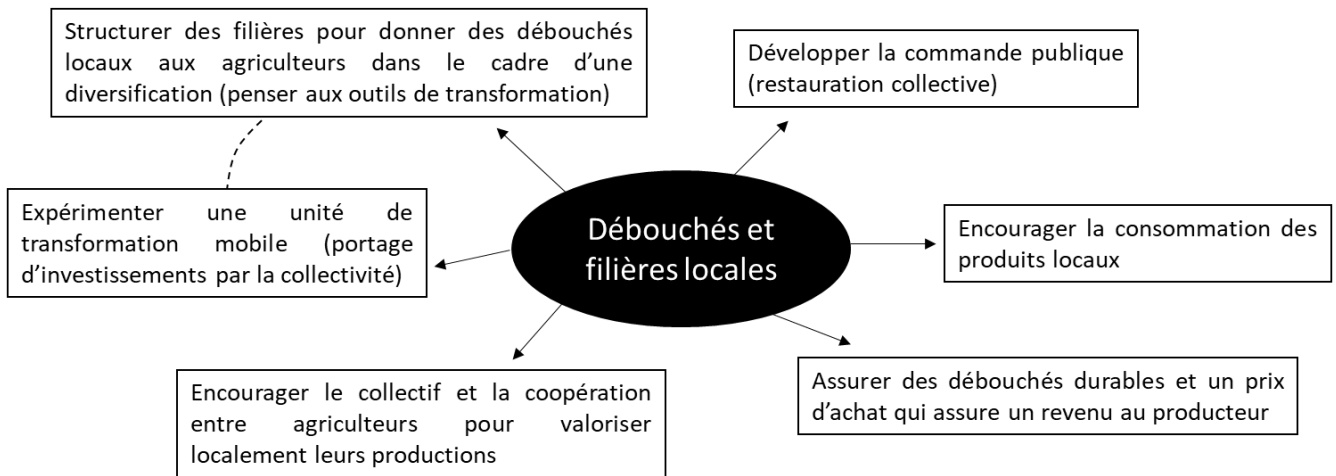 Structurer des filières pour donner des débouchés
locaux aux agriculteurs dans le cadre d’une
diversification (penser aux outils de transformation)
Développer la commande publique
(restauration collective)
Expérimenter une unité de
transformation mobile (portage
d’investissements par la collectivité)
Débouchés et
filières locales
Encourager la consommation des
produits locaux
Encourager le collectif et la coopération
entre agriculteurs pour valoriser
localement leurs productions
Assurer des débouchés durables et un prix
d’achat qui assure un revenu au producteur